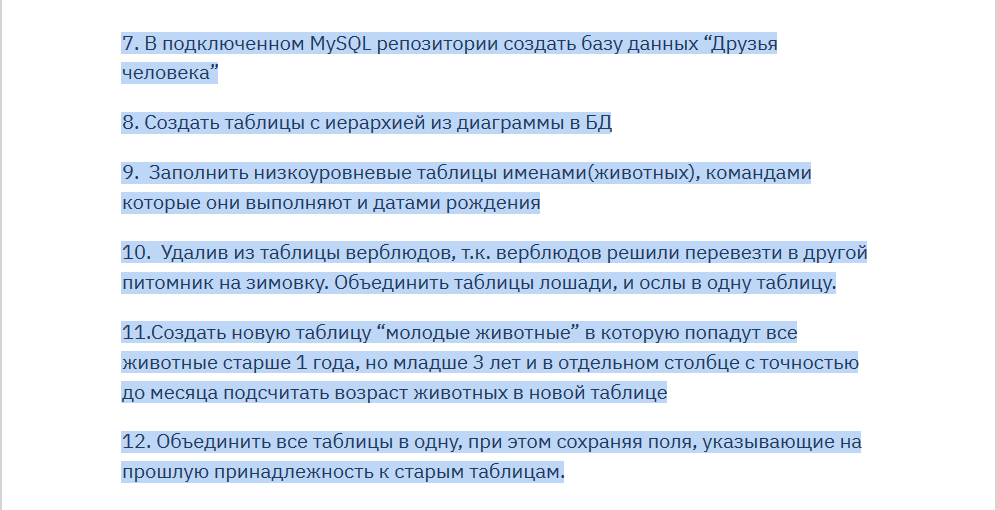 7. В подключенном MySQL репозитории создать базу данных “Друзья
человека”
8. Создать таблицы с иерархией из диаграммы в БД
9.  Заполнить низкоуровневые таблицы именами(животных), командами
которые они выполняют и датами рождения
10.  Удалив из таблицы верблюдов, т.к. верблюдов решили перевезти в другой
питомник на зимовку. Объединить таблицы лошади, и ослы в одну таблицу.
11.Создать новую таблицу “молодые животные” в которую попадут все
животные старше 1 года, но младше 3 лет и в отдельном столбце с точностью
до месяца подсчитать возраст животных в новой таблице
12. Объединить все таблицы в одну, при этом сохраняя поля, указывающие на
прошлую принадлежность к старым таблицам.